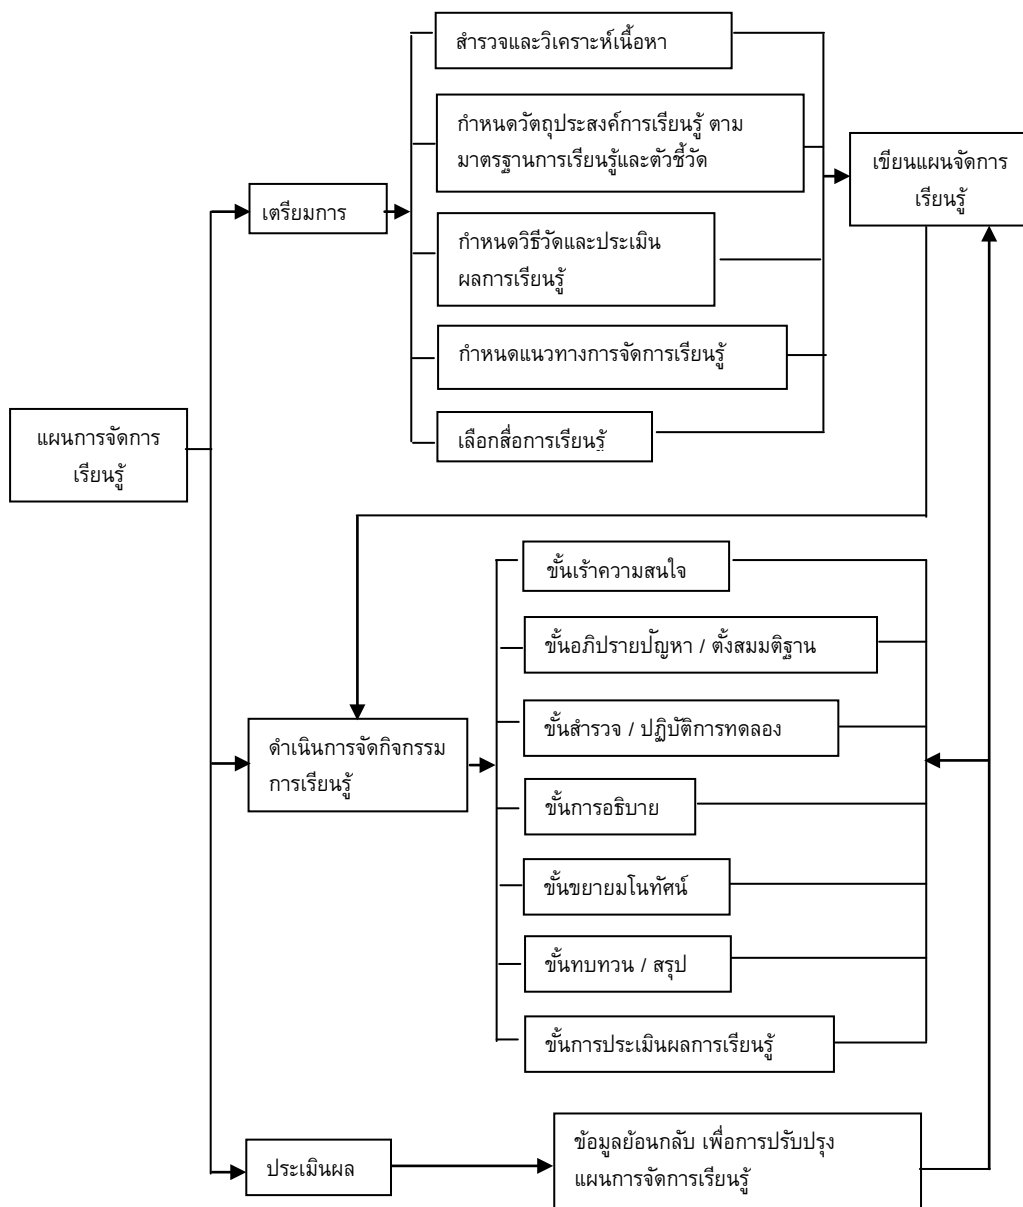 สำรวจและวิเคราะห์เนื้อหา
กำหนดวัตถุประสงค์การเรียนรู้ ตาม
มาตรฐานการเรียนรู้และตัวชี้วัด
เขียนแผนจัดการ
เรียนรู้
เตรียมการ
กำหนดวิธีวัดและประเมิน
ผลการเรียนรู้
กำหนดแนวทางการจัดการเรียนรู้
เลือกสื่อการเรียนรู้
แผนการจัดการ
เรียนรู้
ขั้นเร้าความสนใจ
ขั้นอภิปรายปัญหา / ตั้งสมมติฐาน
ขั้นสำรวจ / ปฏิบัติการทดลอง
ดำเนินการจัดกิจกรรม
การเรียนรู้
ขั้นการอธิบาย
ขั้นขยายมโนทัศน์
ขั้นทบทวน / สรุป
ขั้นการประเมินผลการเรียนรู้
ประเมินผล
ข้อมูลย้อนกลับ เพื่อการปรับปรุง
แผนการจัดการเรียนรู้